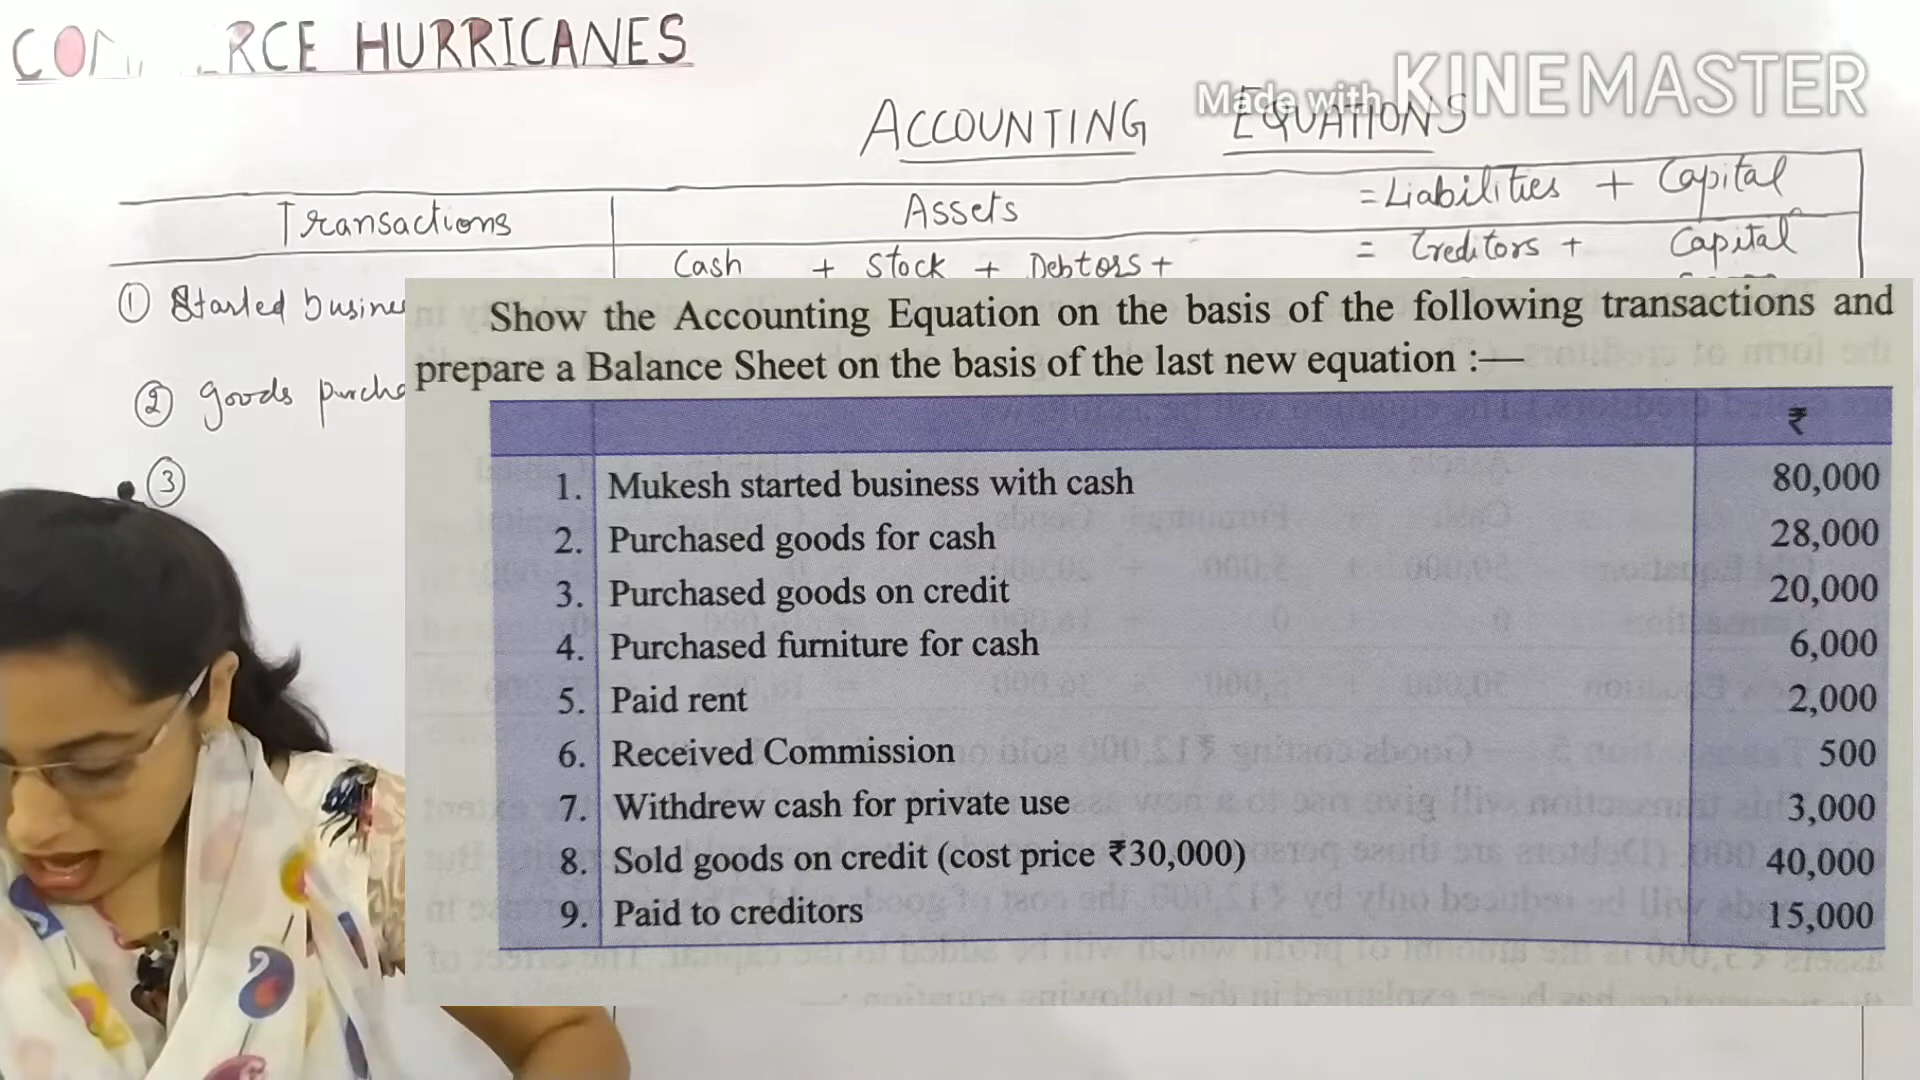 RCE HURRICANES
Made with KINEMASTER
ACCOUNTING EQUATIONS
Transactions Assets = Liabilities + Capital
Cash + Stock + Debtors + = Creditors + Capital
① Started busine
② goods purcha
③
Show the Accounting Equation on the basis of the following transactions and
prepare a Balance Sheet on the basis of the last new equation :—
₹
1. Mukesh started business with cash 80,000
2. Purchased goods for cash 28,000
3. Purchased goods on credit 20,000
4. Purchased furniture for cash 6,000
5. Paid rent 2,000
6. Received Commission 500
7. Withdrew cash for private use 3,000
8. Sold goods on credit (cost price ₹30,000) 40,000
9. Paid to creditors 15,000